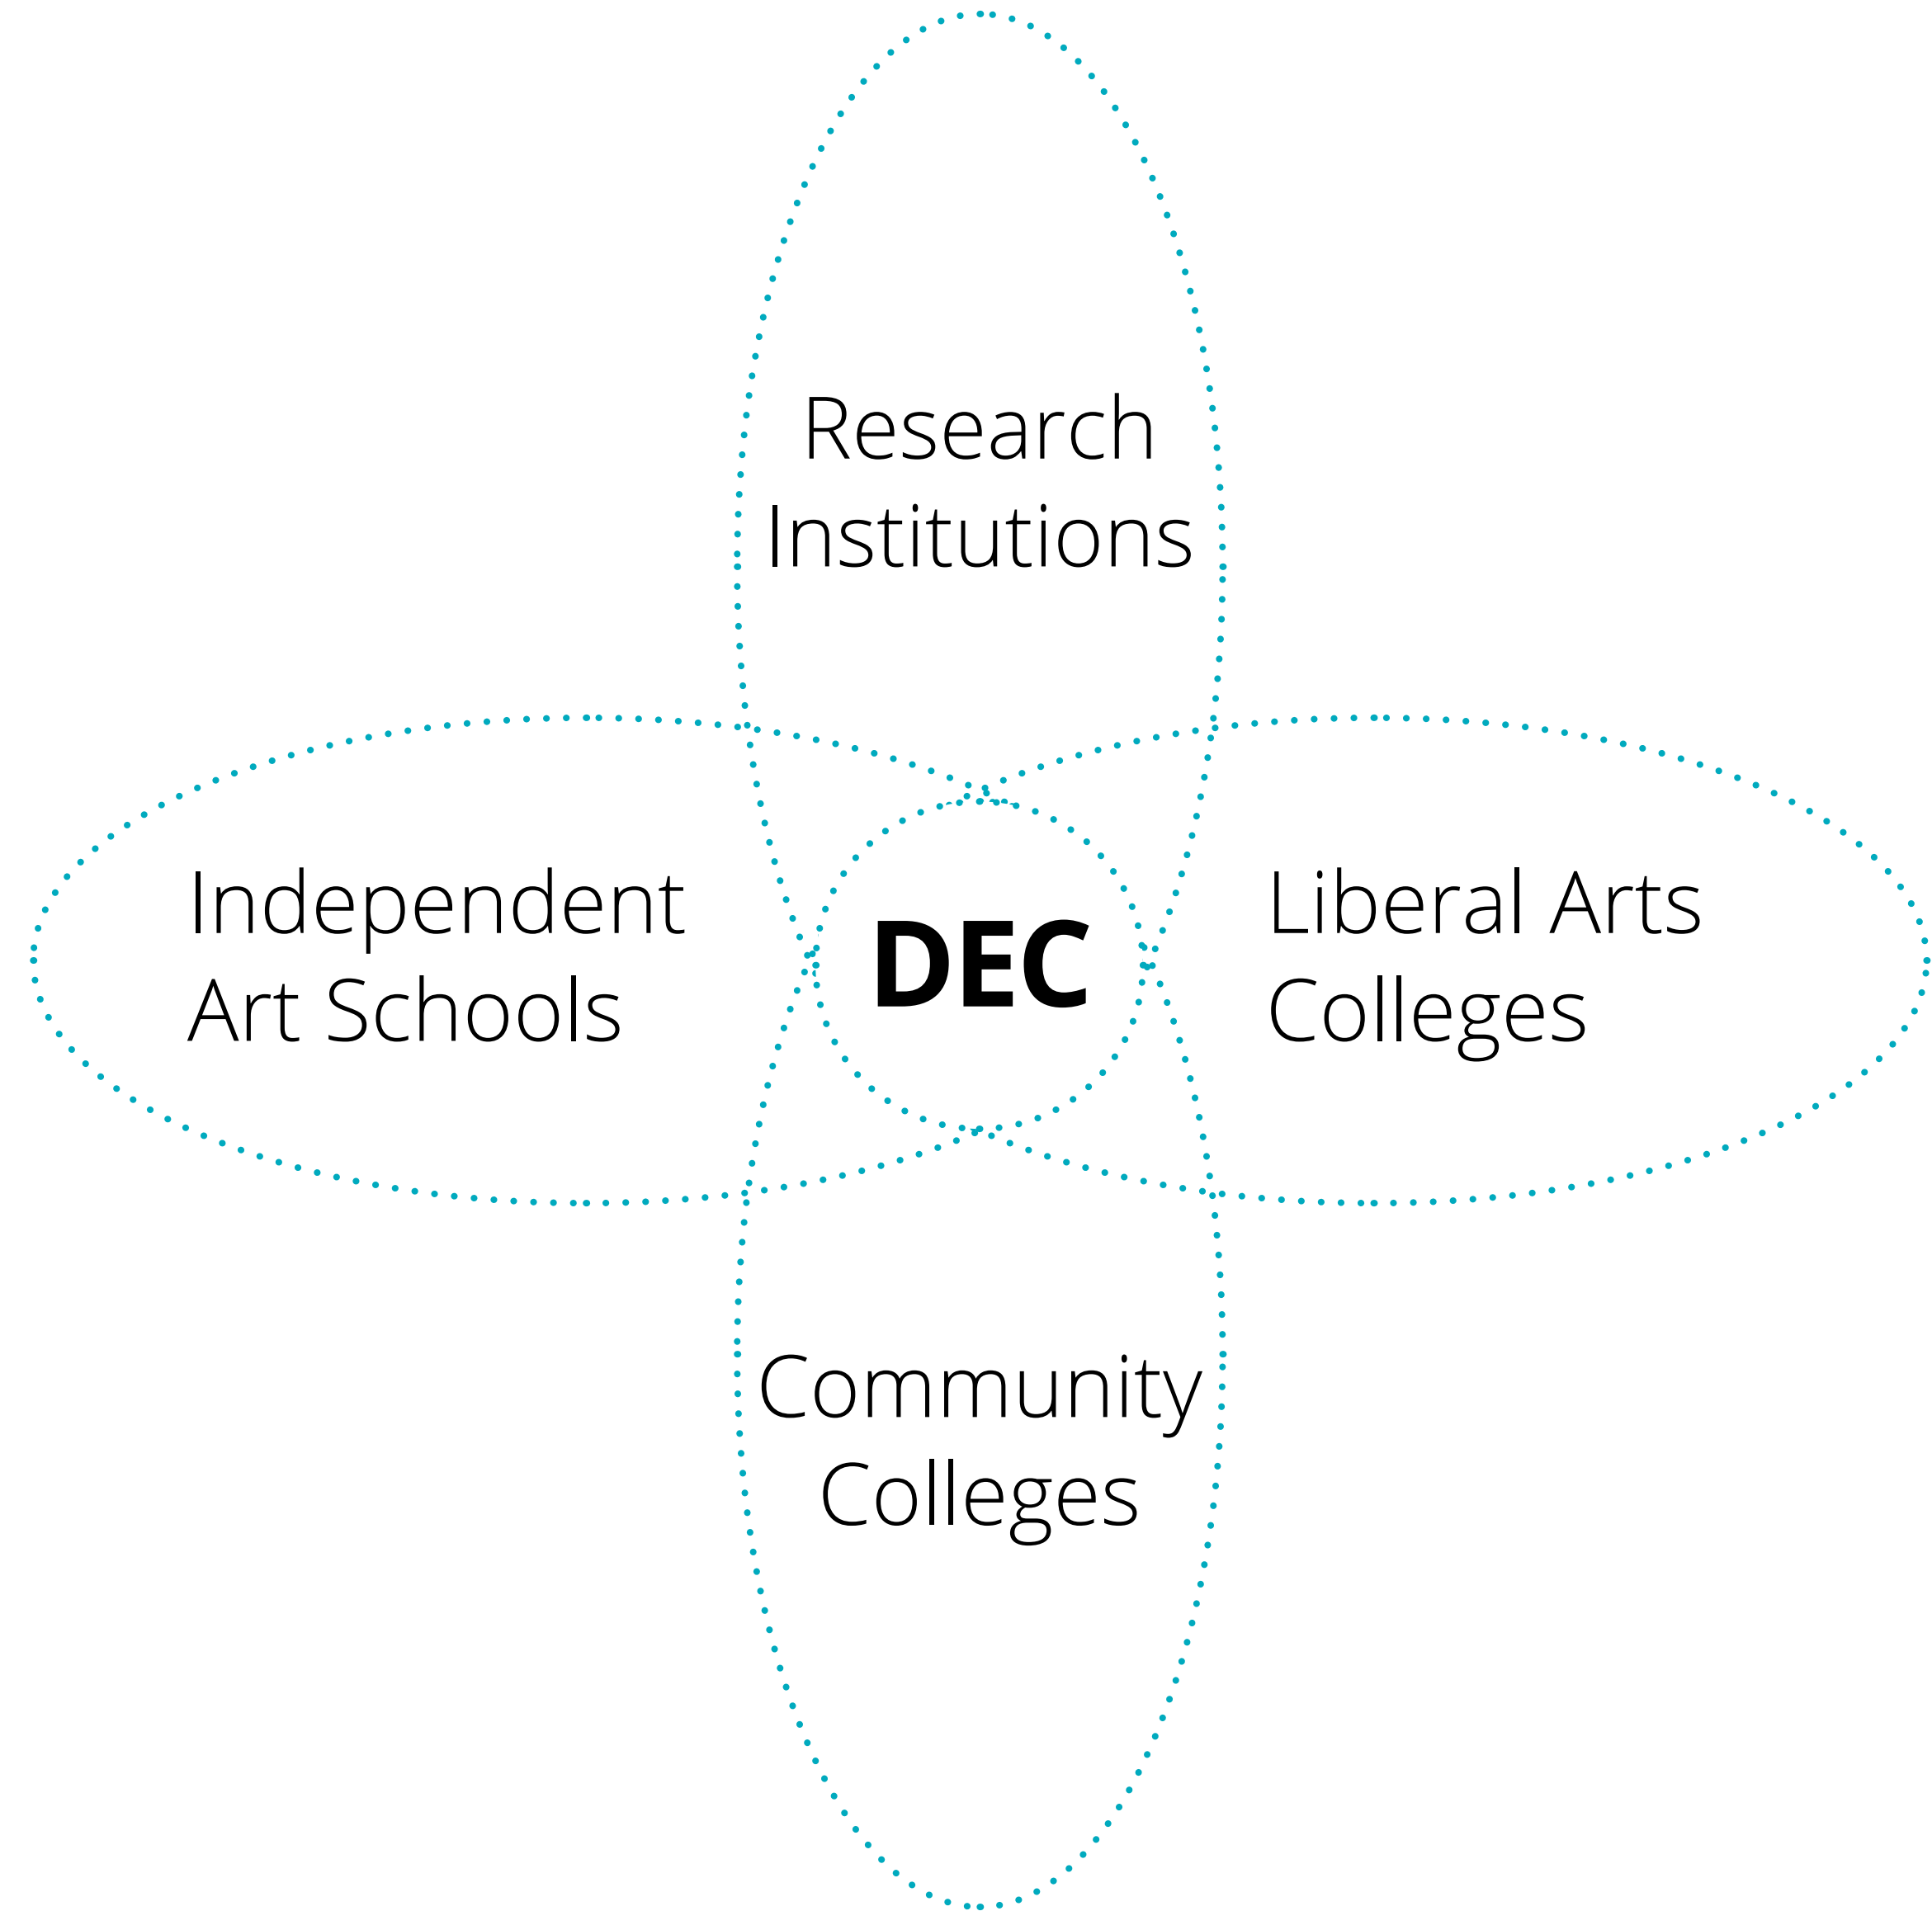 Research
Institutions
Independent
Art Schools
DEC
Liberal Arts
Colleges
Community
Colleges